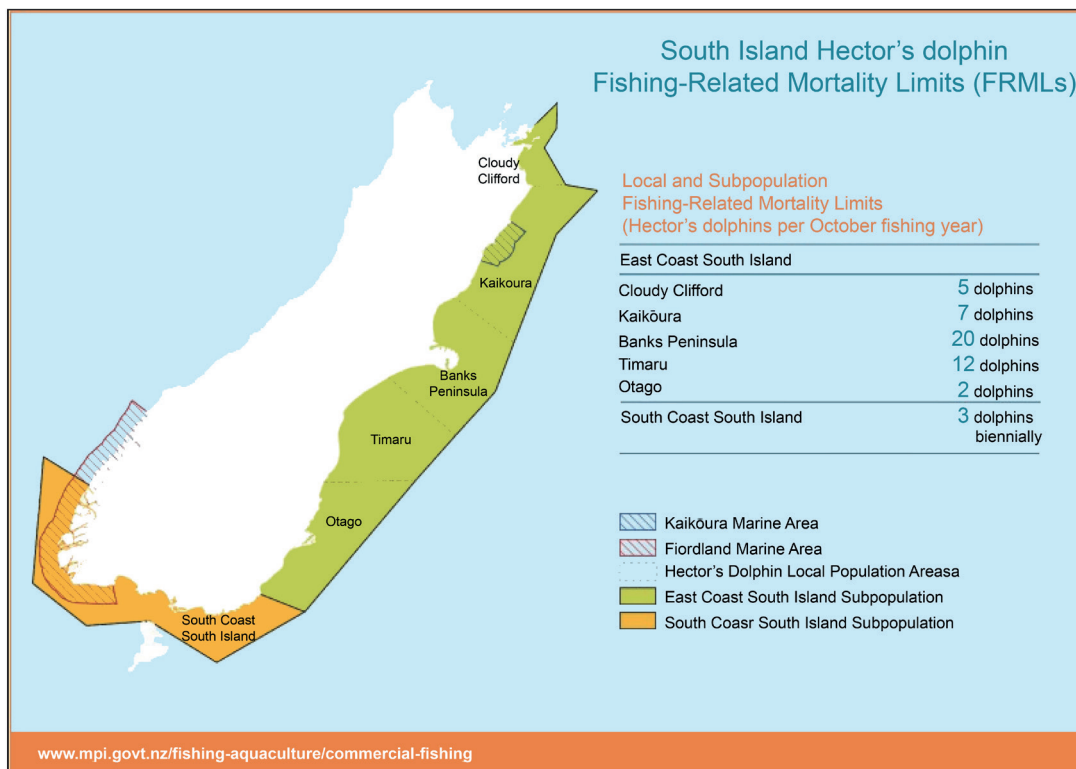 South Island Hector's dolphin
Fishing-Related Mortality Limits (FRMLs)
Local and Subpopulation
Fishing-Related Mortality Limits
(Hector's dolphins per October fishing year)
East Coast South Island
Cloudy Clifford 5 dolphins
Kaikōura 7 dolphins
Banks Peninsula 20 dolphins
Timaru 12 dolphins
Otago 2 dolphins
South Coast South Island 3 dolphins
biennially
Kaikōura Marine Area
Fiordland Marine Area
Hector's Dolphin Local Population Areasa
East Coast South Island Subpopulation
South Coasr South Island Subpopulation
Cloudy
Clifford
Kaikoura
Banks
Peninsula
Timaru
Otago
South Coast
South Island
www.mpi.govt.nz/fishing-aquaculture/commercial-fishing